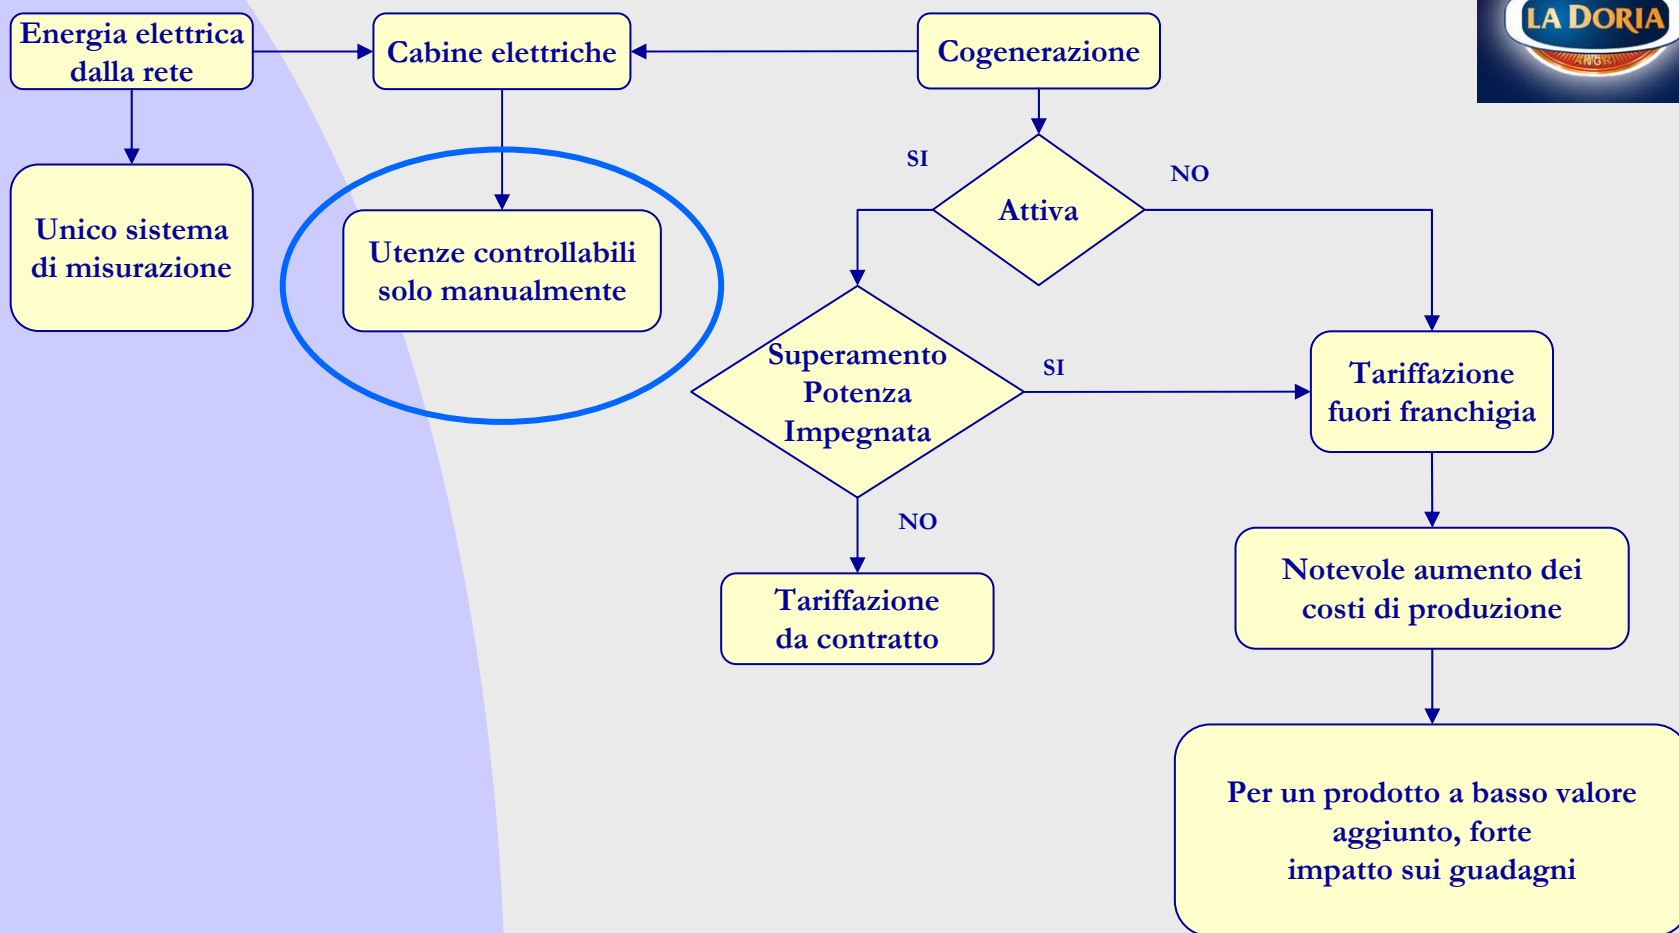 Energia elettrica
dalla rete
Cabine elettriche
Cogenerazione
LA DORIA
ANGRI
Unico sistema
di misurazione
Utenze controllabili
solo manualmente
SI
Attiva
NO
Superamento
Potenza
Impegnata
SI
Tariffazione
fuori franchigia
NO
Tariffazione
da contratto
Notevole aumento dei
costi di produzione
Per un prodotto a basso valore
aggiunto, forte
impatto sui guadagni